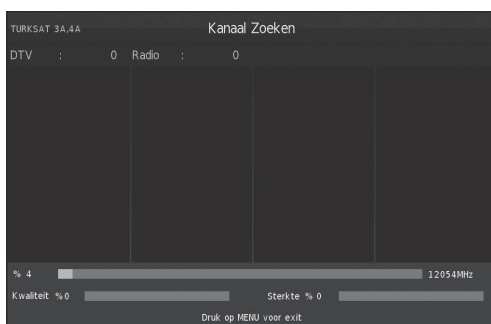 TURKSAT 3A,4A Kanaal Zoeken
DTV : 0 Radio : 0
% 4 12054MHz
Kwaliteit %0 Sterkte % 0
Druk op MENU voor exit